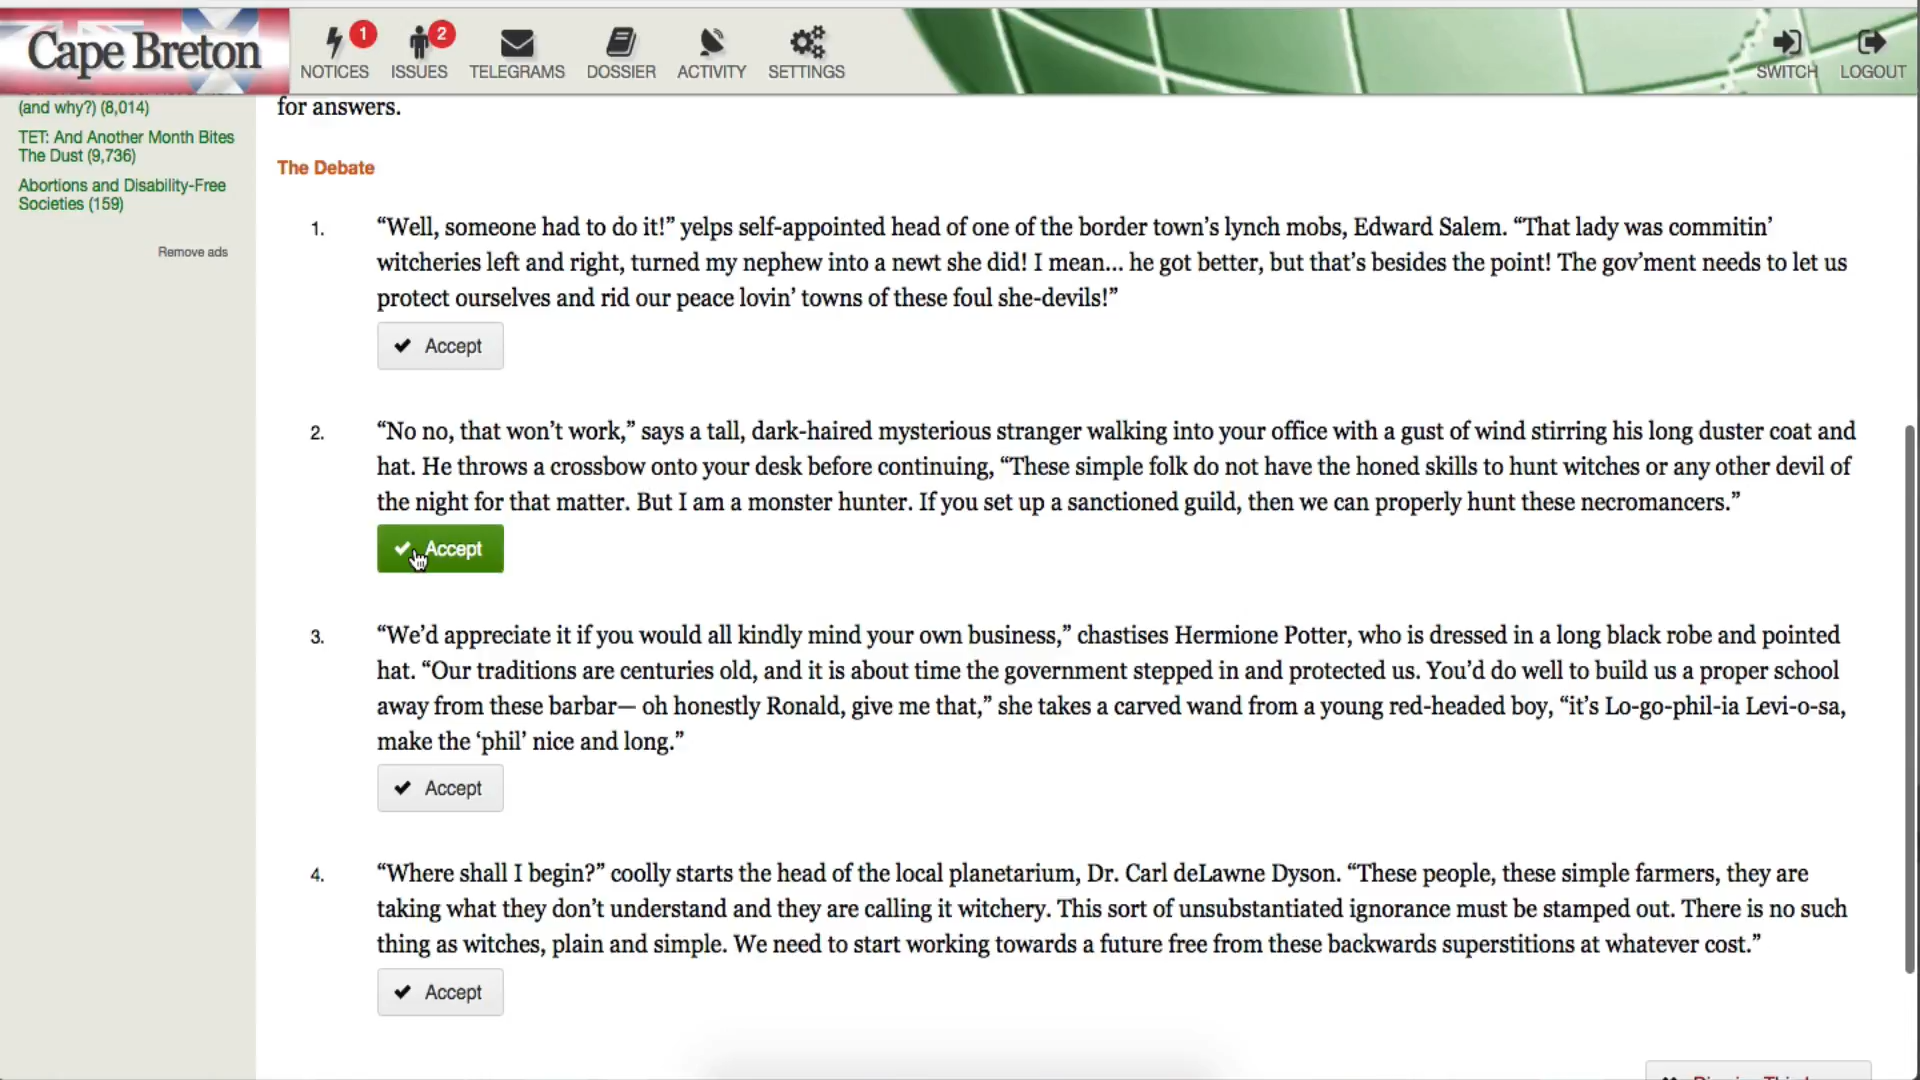 Cape Breton
1
NOTICES
2
ISSUES
TELEGRAMS
DOSSIER
ACTIVITY
SETTINGS
SWITCH
LOGOUT
(and why?) (8,014)
TET: And Another Month Bites
The Dust (9,736)
Abortions and Disability-Free
Societies (159)
Remove ads
for answers.
The Debate
1. “Well, someone had to do it!” yelps self-appointed head of one of the border town’s lynch mobs, Edward Salem. “That lady was commitin’
witcheries left and right, turned my nephew into a newt she did! I mean... he got better, but that’s besides the point! The gov’ment needs to let us
protect ourselves and rid our peace lovin’ towns of these foul she-devils!”
Accept
2. “No no, that won’t work,” says a tall, dark-haired mysterious stranger walking into your office with a gust of wind stirring his long duster coat and
hat. He throws a crossbow onto your desk before continuing, “These simple folk do not have the honed skills to hunt witches or any other devil of
the night for that matter. But I am a monster hunter. If you set up a sanctioned guild, then we can properly hunt these necromancers.”
Accept
3. “We’d appreciate it if you would all kindly mind your own business,” chastises Hermione Potter, who is dressed in a long black robe and pointed
hat. “Our traditions are centuries old, and it is about time the government stepped in and protected us. You’d do well to build us a proper school
away from these barbar— oh honestly Ronald, give me that,” she takes a carved wand from a young red-headed boy, “it’s Lo-go-phil-ia Levi-o-sa,
make the ‘phil’ nice and long.”
Accept
4. “Where shall I begin?” coolly starts the head of the local planetarium, Dr. Carl deLawne Dyson. “These people, these simple farmers, they are
taking what they don’t understand and they are calling it witchery. This sort of unsubstantiated ignorance must be stamped out. There is no such
thing as witches, plain and simple. We need to start working towards a future free from these backwards superstitions at whatever cost.”
Accept